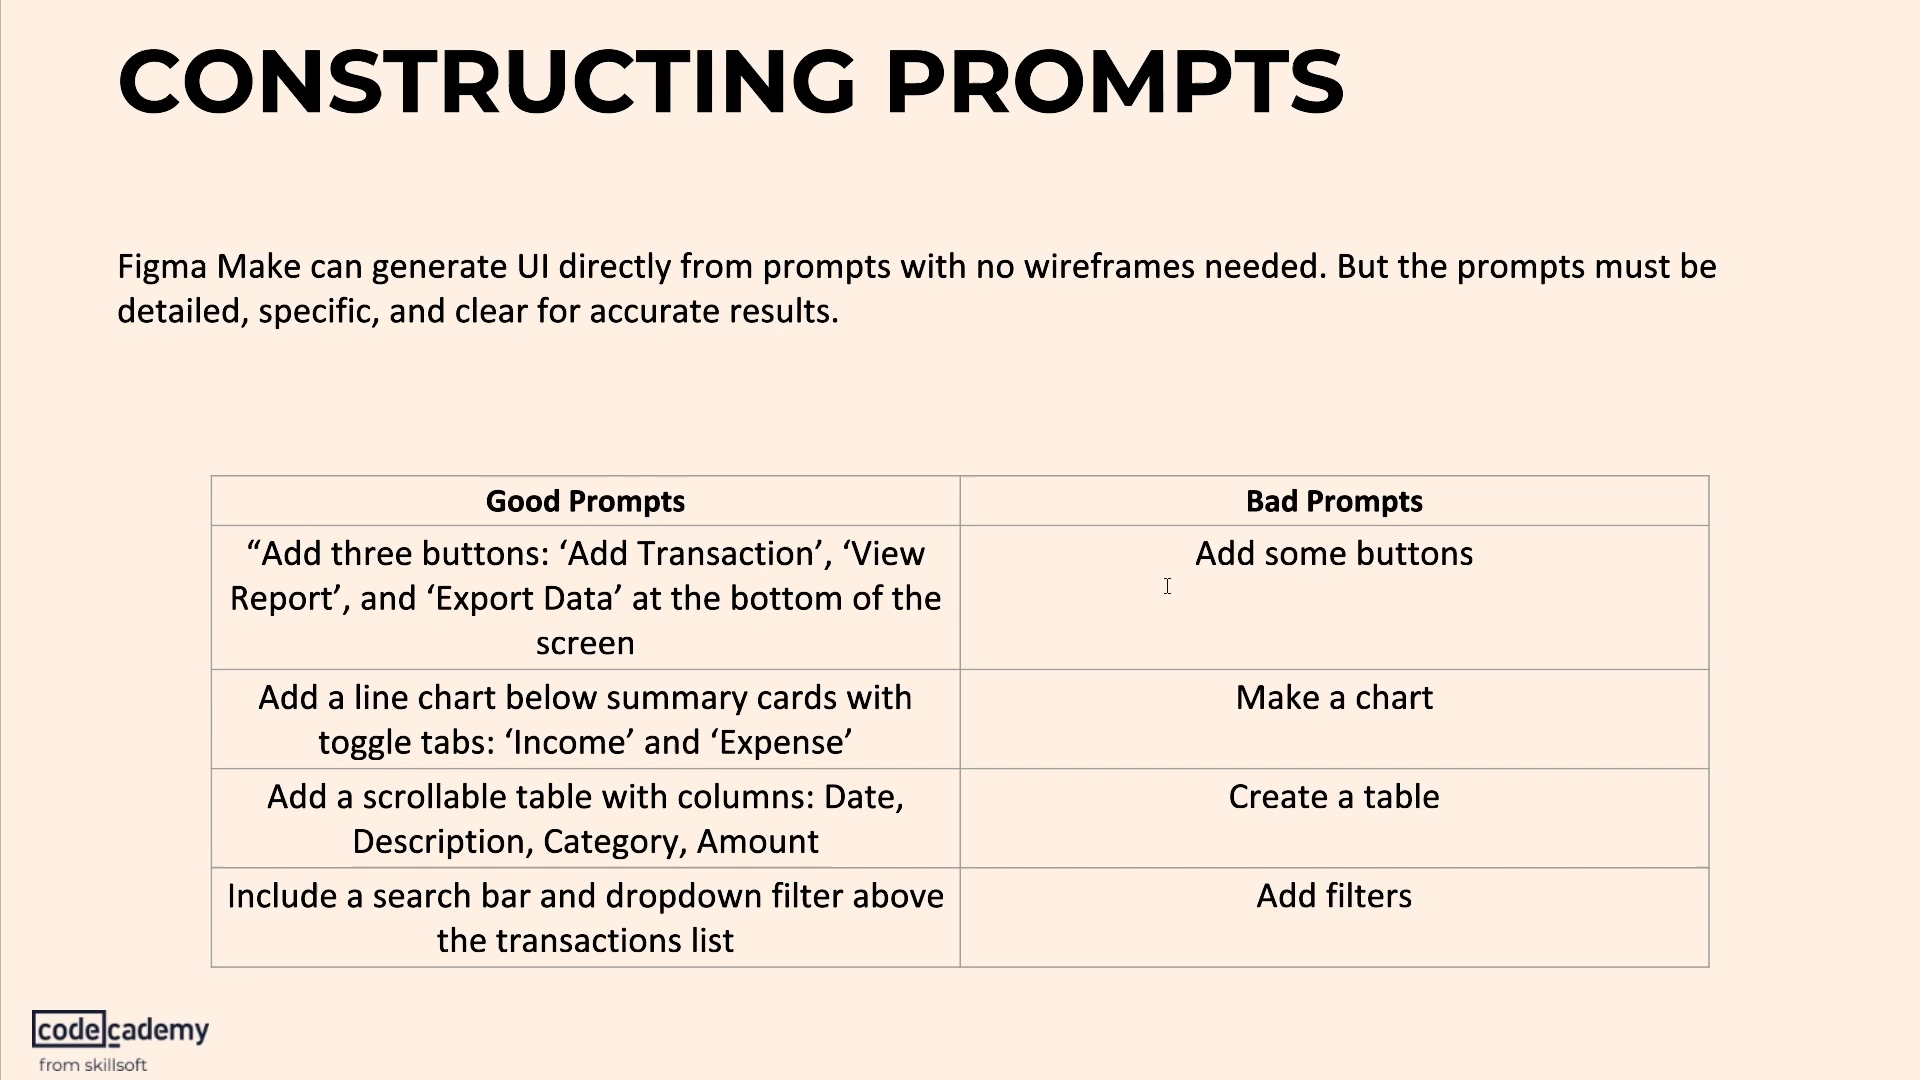 CONSTRUCTING PROMPTS
Figma Make can generate UI directly from prompts with no wireframes needed. But the prompts must be
detailed, specific, and clear for accurate results.
Good Prompts
Bad Prompts
“Add three buttons: ‘Add Transaction’, ‘View
Report’, and ‘Export Data’ at the bottom of the
screen
Add some buttons
Add a line chart below summary cards with
toggle tabs: ‘Income’ and ‘Expense’
Make a chart
Add a scrollable table with columns: Date,
Description, Category, Amount
Create a table
Include a search bar and dropdown filter above
the transactions list
Add filters
codecademy
from skillsoft